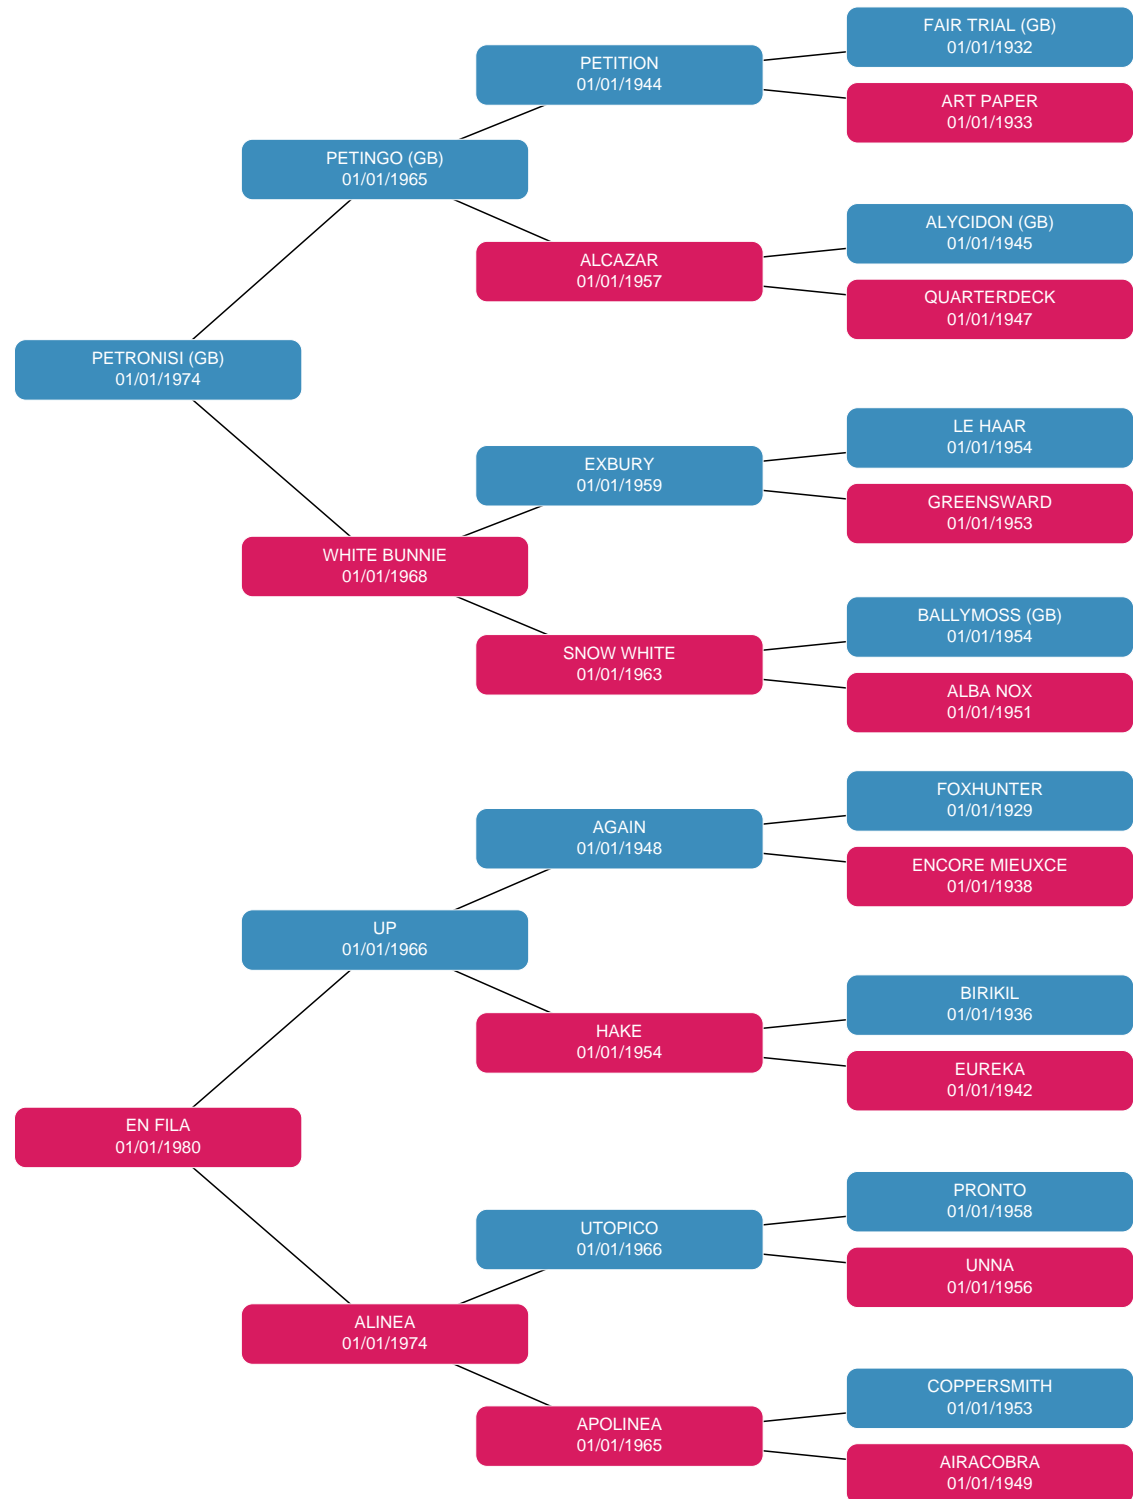 FAIR TRIAL (GB)
01/01/1932
PETITION
01/01/1944
ART PAPER
01/01/1933
PETINGO (GB)
01/01/1965
ALYCIDON (GB)
01/01/1945
ALCAZAR
01/01/1957
QUARTERDECK
01/01/1947
PETRONISI (GB)
01/01/1974
LE HAAR
01/01/1954
EXBURY
01/01/1959
GREENSWARD
01/01/1953
WHITE BUNNIE
01/01/1968
BALLYMOSS (GB)
01/01/1954
SNOW WHITE
01/01/1963
ALBA NOX
01/01/1951
FOXHUNTER
01/01/1929
AGAIN
01/01/1948
ENCORE MIEUXCE
01/01/1938
UP
01/01/1966
BIRIKIL
01/01/1936
HAKE
01/01/1954
EUREKA
01/01/1942
EN FILA
01/01/1980
PRONTO
01/01/1958
UTOPICO
01/01/1966
UNNA
01/01/1956
ALINEA
01/01/1974
COPPERSMITH
01/01/1953
APOLINEA
01/01/1965
AIRACOBRA
01/01/1949